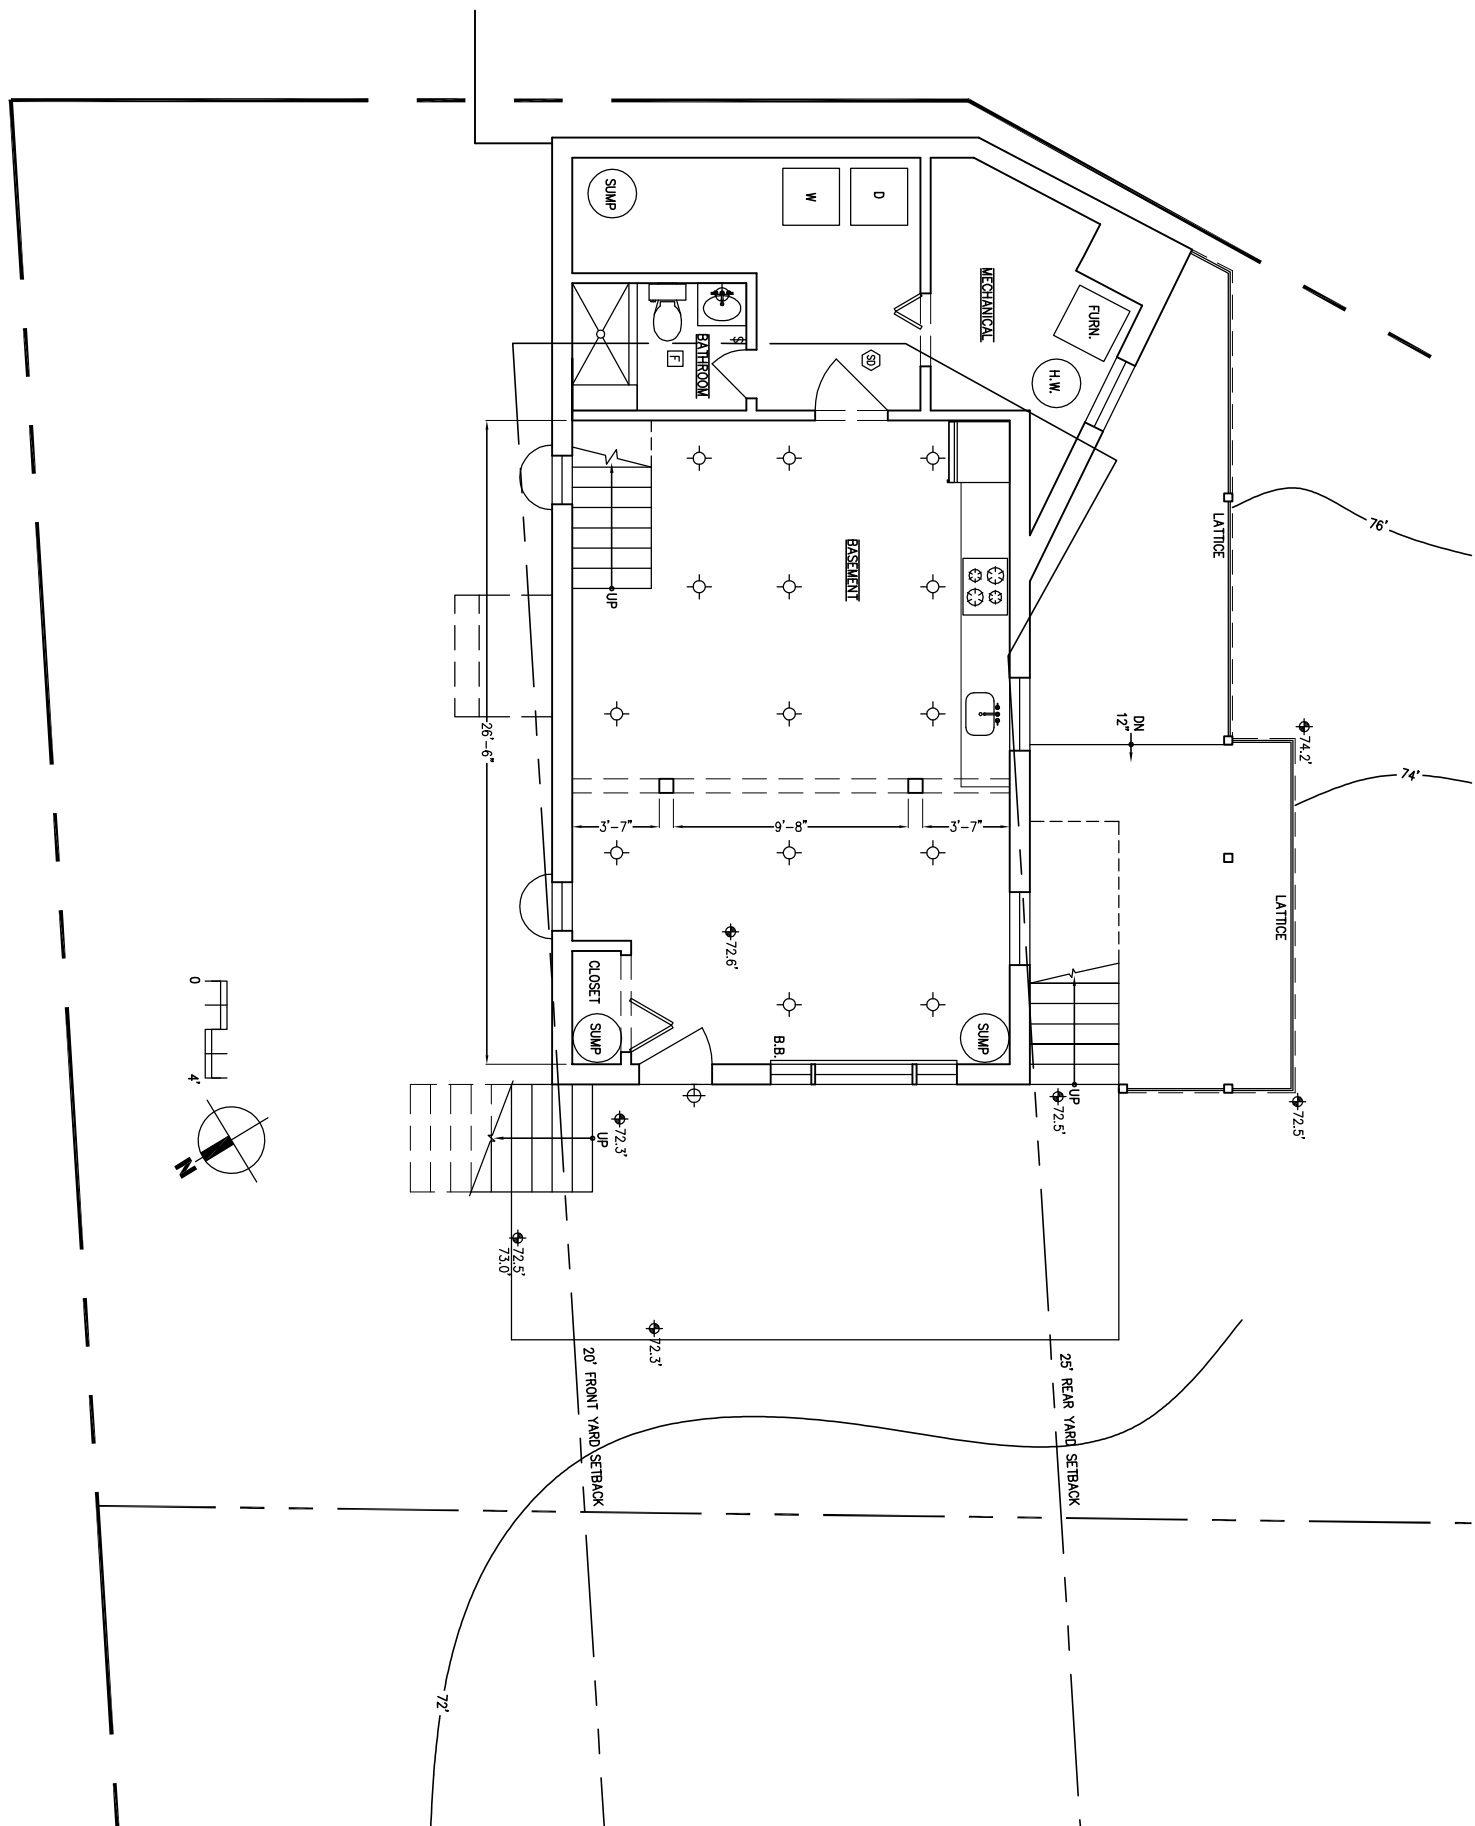 SUMP
W
D
MECHANICAL
FURN.
H.W.
$
BATHROOM
F
SD
UP
BASEMENT
LATTICE
76'
DN
12"
74.2'
74'
26'-6"
3'-7"
9'-8"
3'-7"
72.6'
LATTICE
CLOSET
SUMP
SUMP
B.B.
UP
72.5'
72.5'
72.3'
UP
72.5'
73.0'
72.3'
0
4'
N
20' FRONT YARD SETBACK
25' REAR YARD SETBACK
72'